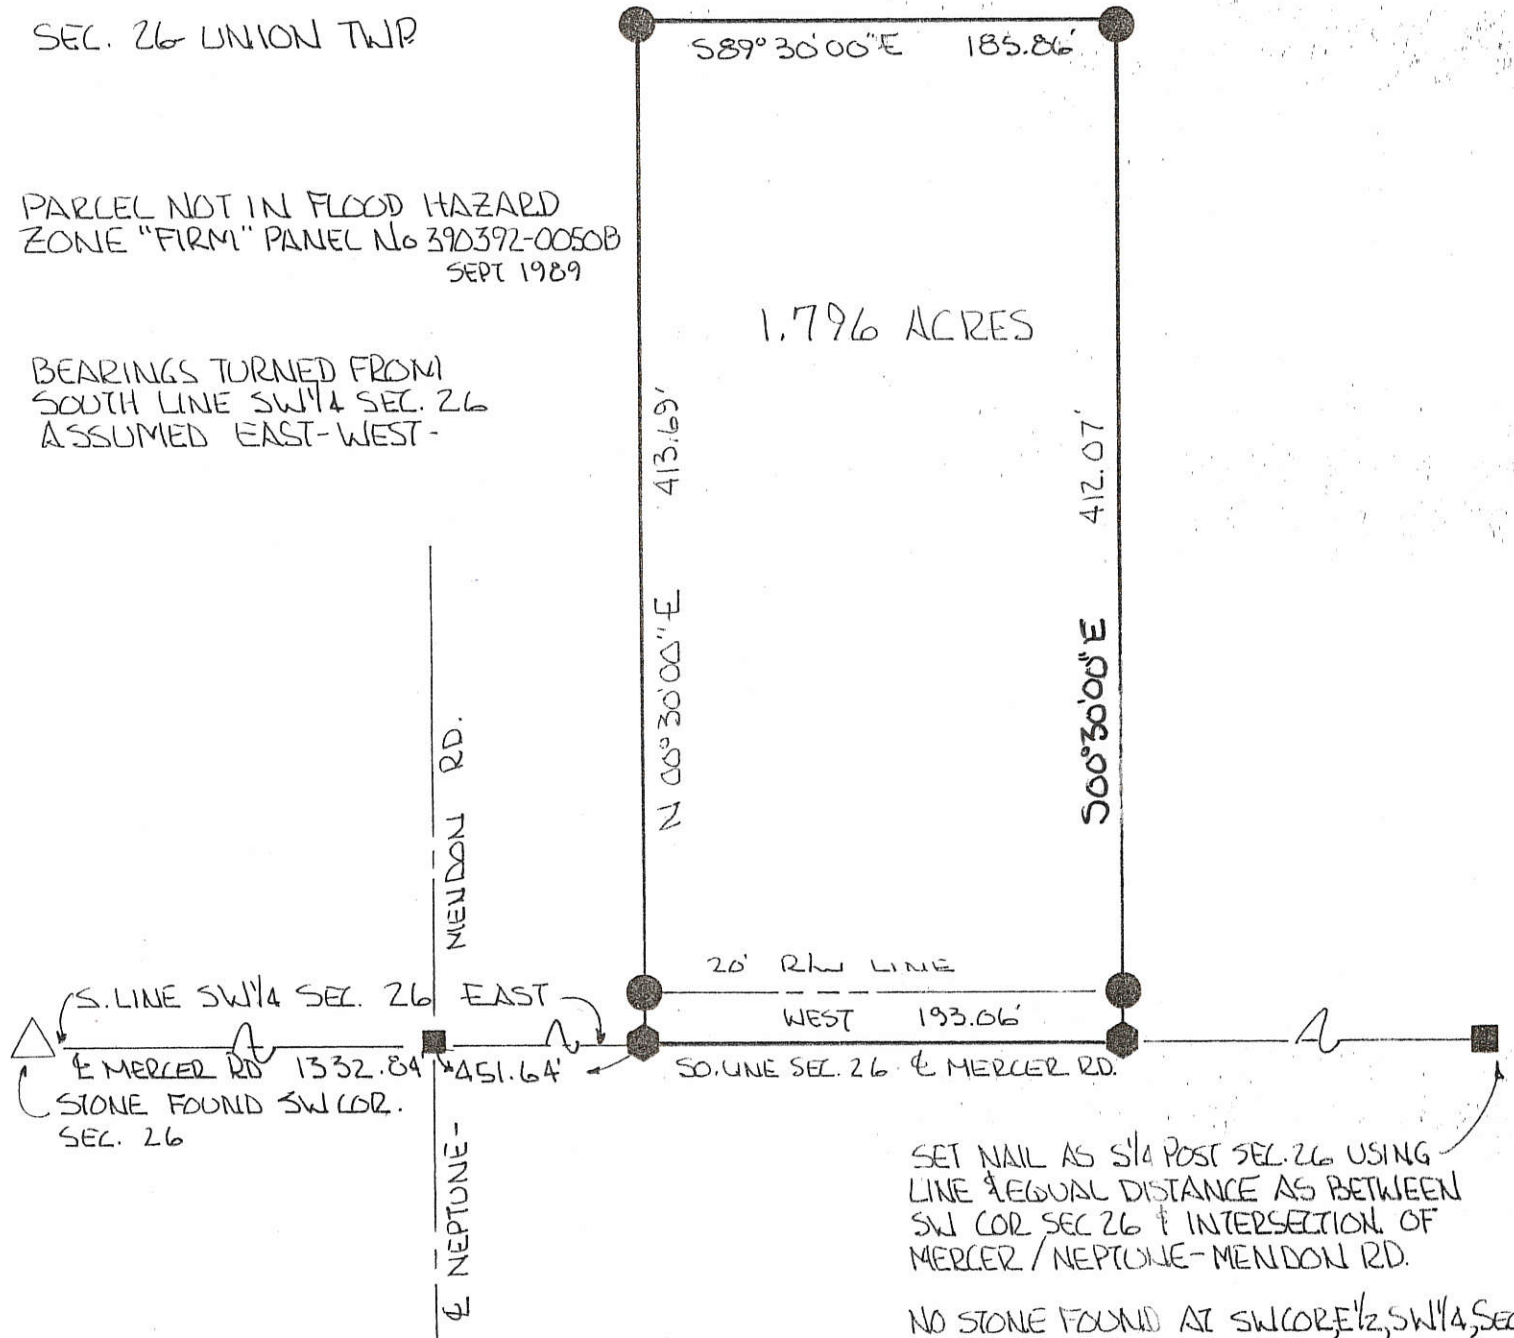 SEC. 26 UNION TWP.
S89°30'00"E 185.86'
PARCEL NOT IN FLOOD HAZARD
ZONE "FIRM" PANEL No 390392-0050B
SEPT 1989
1.796 ACRES
BEARINGS TURNED FROM
SOUTH LINE SW1/4 SEC. 26
ASSUMED EAST-WEST-
N 00°30'00"E 413.69'
S00°30'00"E 412.07'
MENDON RD.
20' R/W LINE
WEST 193.06'
S. LINE SW1/4 SEC. 26 EAST
℄ MERCER RD 1332.84' 451.64'
SO. LINE SEC. 26 ℄ MERCER RD.
STONE FOUND SW COR.
SEC. 26
℄ NEPTUNE-
SET NAIL AS S1/4 POST SEC. 26 USING
LINE & EQUAL DISTANCE AS BETWEEN
SW COR SEC 26 & INTERSECTION OF
MERCER/NEPTUNE-MENDON RD.
NO STONE FOUND AT SW COR, E1/2, SW1/4, SEC